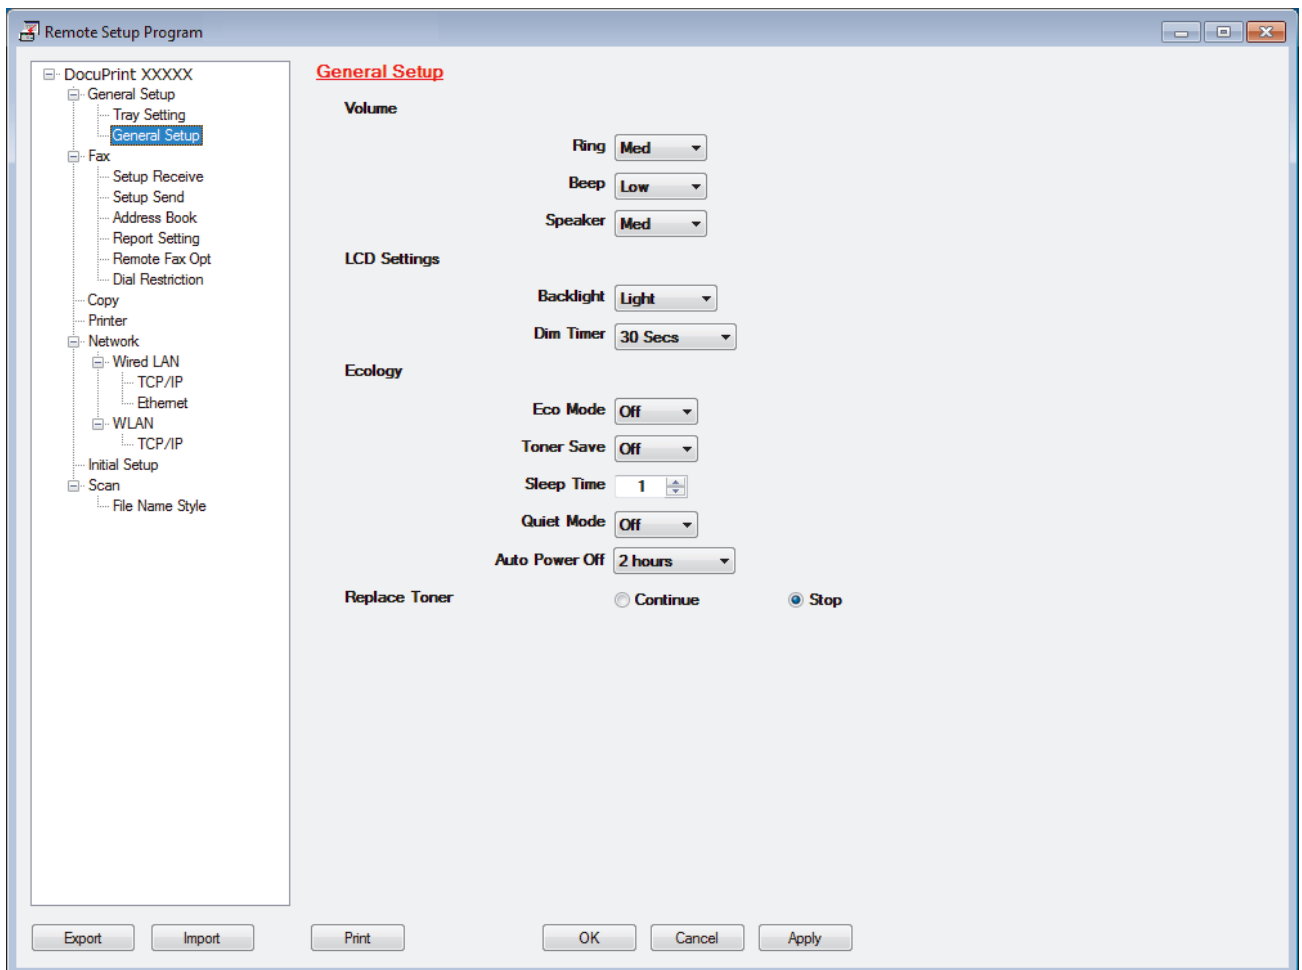 Remote Setup Program
DocuPrint XXXXX
General Setup
Tray Setting
General Setup
Fax
Setup Receive
Setup Send
Address Book
Report Setting
Remote Fax Opt
Dial Restriction
Copy
Printer
Network
Wired LAN
TCP/IP
Ethernet
WLAN
TCP/IP
Initial Setup
Scan
File Name Style
General Setup
Volume
Ring Med
Beep Low
Speaker Med
LCD Settings
Backlight Light
Dim Timer 30 Secs
Ecology
Eco Mode Off
Toner Save Off
Sleep Time 1
Quiet Mode Off
Auto Power Off 2 hours
Replace Toner Continue Stop
Export Import Print OK Cancel Apply